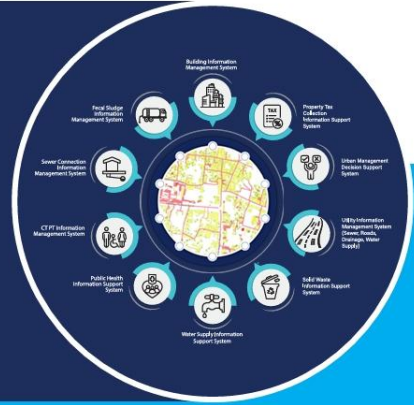 Building Information
Management System
Property Tax
Collection
Information Support
System
TAX
Urban Management
Decision Support
System
Utility Information
Management System
(Sewer, Roads,
Drainage, Water
Supply)
Solid Waste
Information Support
System
Water Supply Information
Support System
Public Health
Information Support
System
CT PT Information
Management System
Sewer Connection
Information
Management System
Fecal Sludge
Information
Management System